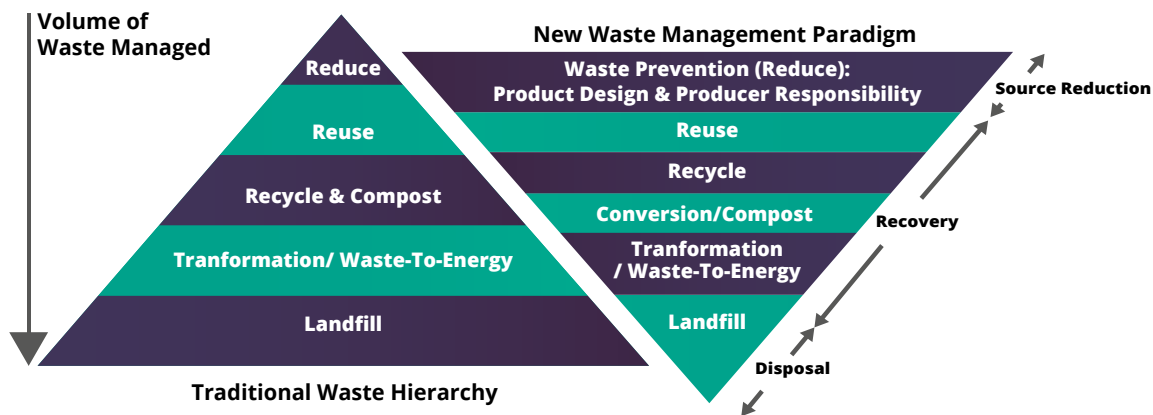 Volume of
Waste Managed
Reduce
Reuse
Recycle & Compost
Tranformation/ Waste-To-Energy
Landfill
Traditional Waste Hierarchy
New Waste Management Paradigm
Waste Prevention (Reduce):
Product Design & Producer Responsibility
Reuse
Recycle
Conversion/Compost
Tranformation
/ Waste-To-Energy
Landfill
Source Reduction
Recovery
Disposal